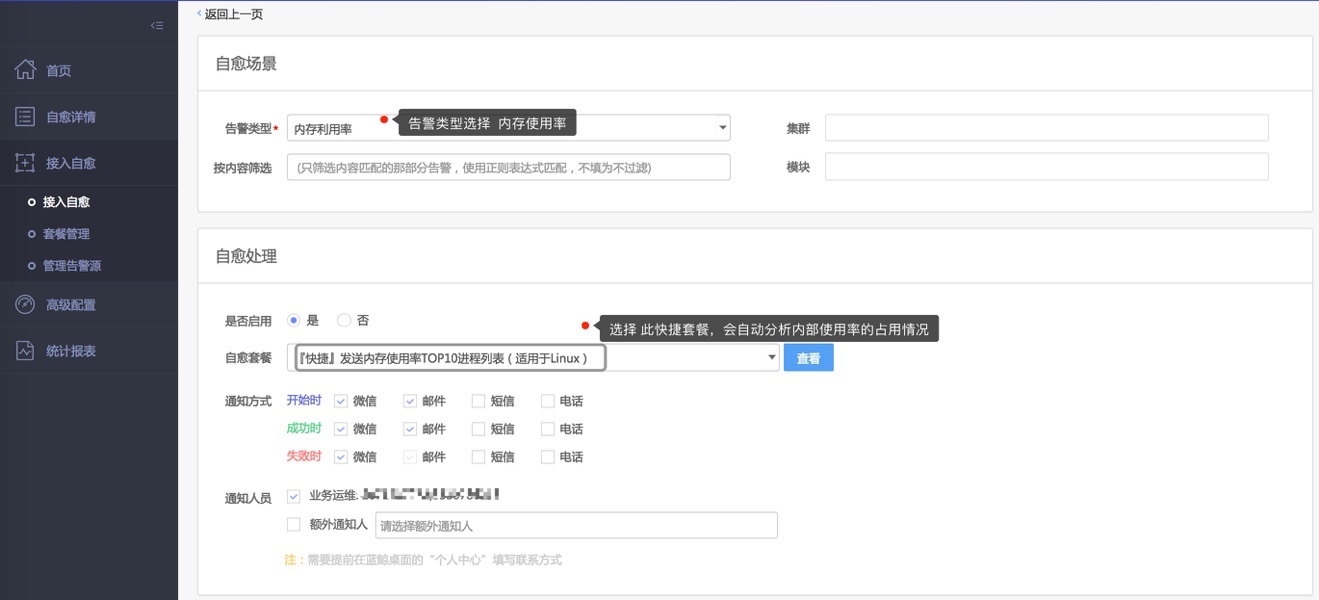 返回上一页
首页
自愈详情
接入自愈
接入自愈
套餐管理
管理告警源
高级配置
统计报表
自愈场景
告警类型* 内存利用率 告警类型选择 内存使用率 集群
按内容筛选 (只筛选内容匹配的那部分告警，使用正则表达式匹配，不填为不过滤) 模块
自愈处理
是否启用 是 否
选择 此快捷套餐，会自动分析内部使用率的占用情况
自愈套餐 『快捷』发送内存使用率TOP10进程列表（适用于Linux） 查看
通知方式 开始时 微信 邮件 短信 电话
成功时 微信 邮件 短信 电话
失败时 微信 邮件 短信 电话
通知人员 业务运维
额外通知人 请选择额外通知人
注：需要提前在蓝鲸桌面的“个人中心”填写联系方式